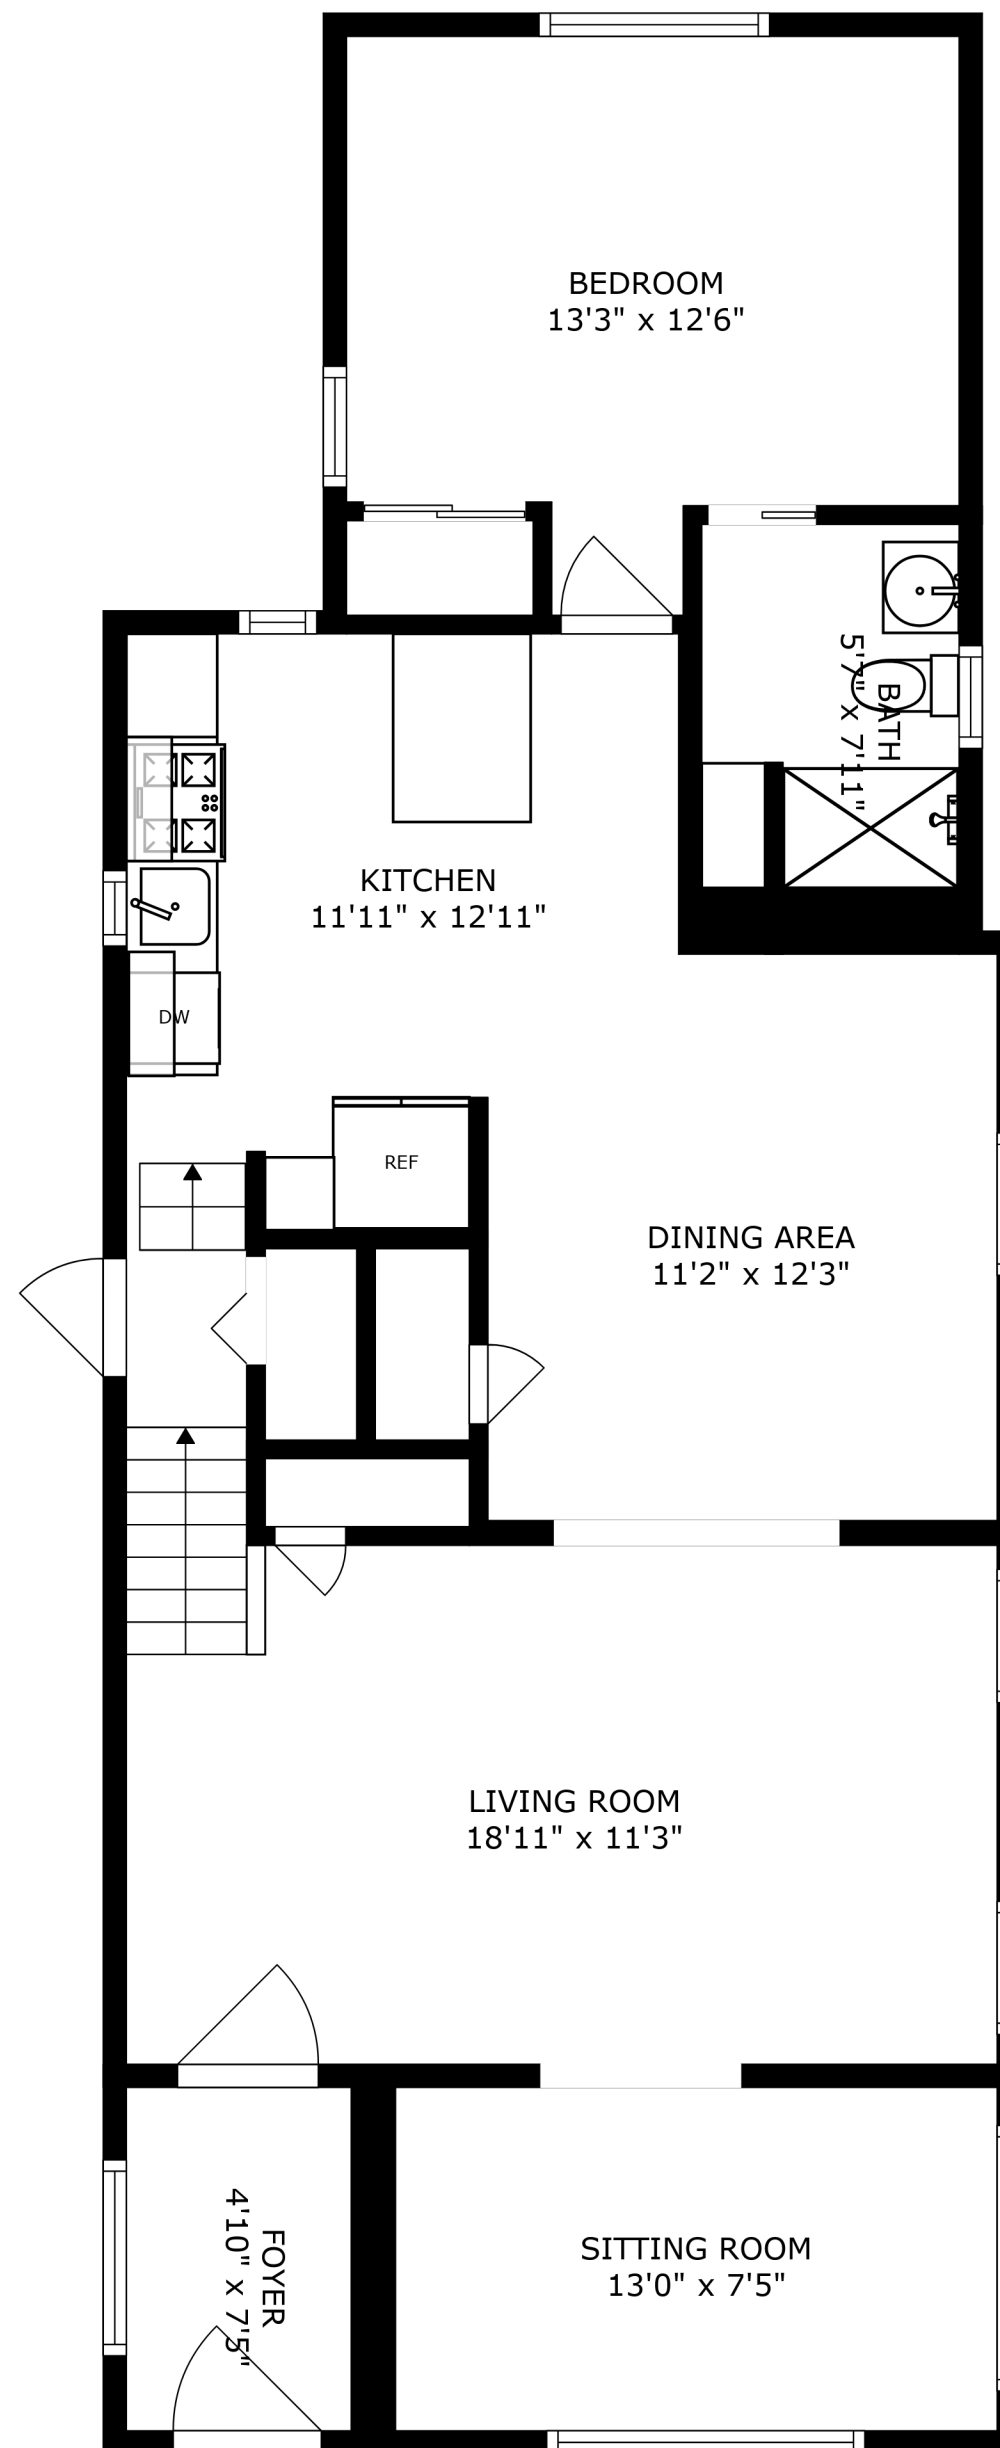 BEDROOM
13'3" x 12'6"
BATH
5'7" x 7'11"
KITCHEN
11'11" x 12'11"
DW
REF
DINING AREA
11'2" x 12'3"
LIVING ROOM
18'11" x 11'3"
FOYER
4'10" x 7'5"
SITTING ROOM
13'0" x 7'5"